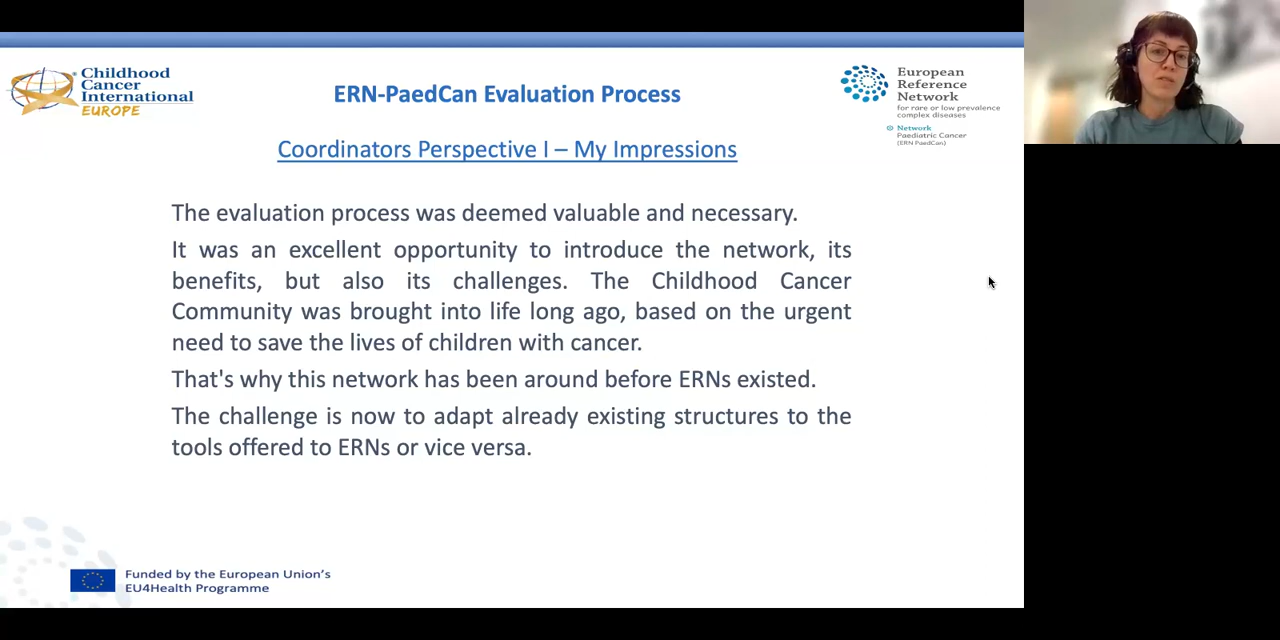 Childhood
Cancer
International
EUROPE
ERN-PaedCan Evaluation Process
European
Reference
Network
for rare or low prevalence
complex diseases
Network
Paediatric Cancer
(ERN PaedCan)
Coordinators Perspective I – My Impressions
The evaluation process was deemed valuable and necessary.
It was an excellent opportunity to introduce the network, its
benefits, but also its challenges. The Childhood Cancer
Community was brought into life long ago, based on the urgent
need to save the lives of children with cancer.
That's why this network has been around before ERNs existed.
The challenge is now to adapt already existing structures to the
tools offered to ERNs or vice versa.
Funded by the European Union's
EU4Health Programme